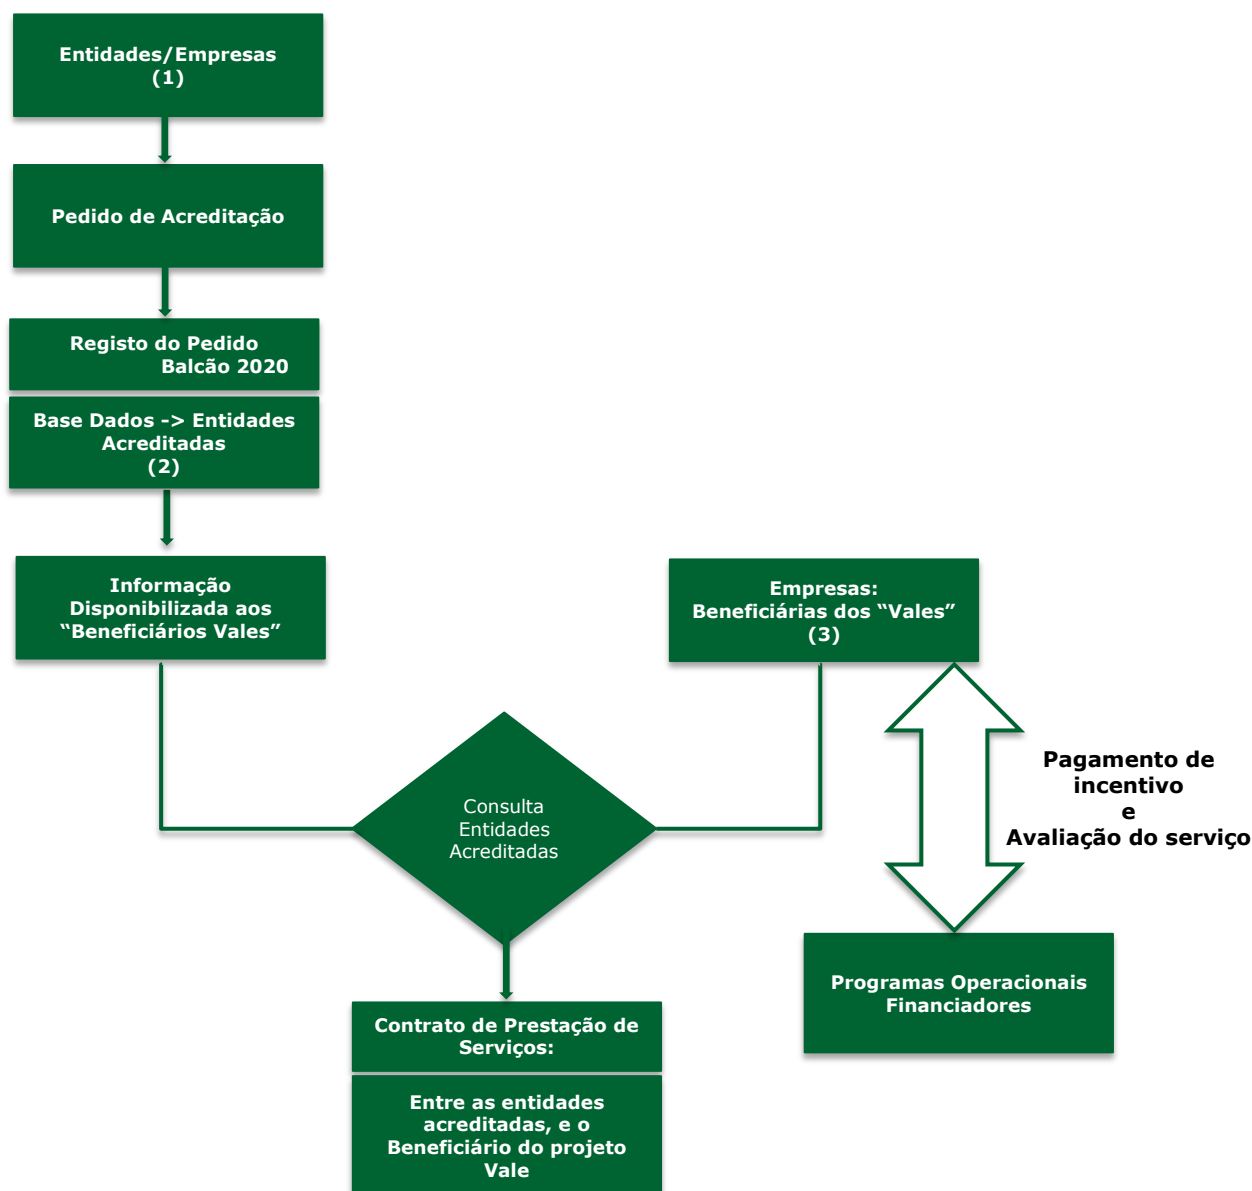 Entidades/Empresas
(1)
Pedido de Acreditação
Registo do Pedido
Balcão 2020
Base Dados -> Entidades
Acreditadas
(2)
Informação
Disponibilizada aos
“Beneficiários Vales”
Empresas:
Beneficiárias dos “Vales”
(3)
Pagamento de
incentivo
e
Avaliação do serviço
Consulta
Entidades
Acreditadas
Programas Operacionais
Financiadores
Contrato de Prestação de
Serviços:
Entre as entidades
acreditadas, e o
Beneficiário do projeto
Vale